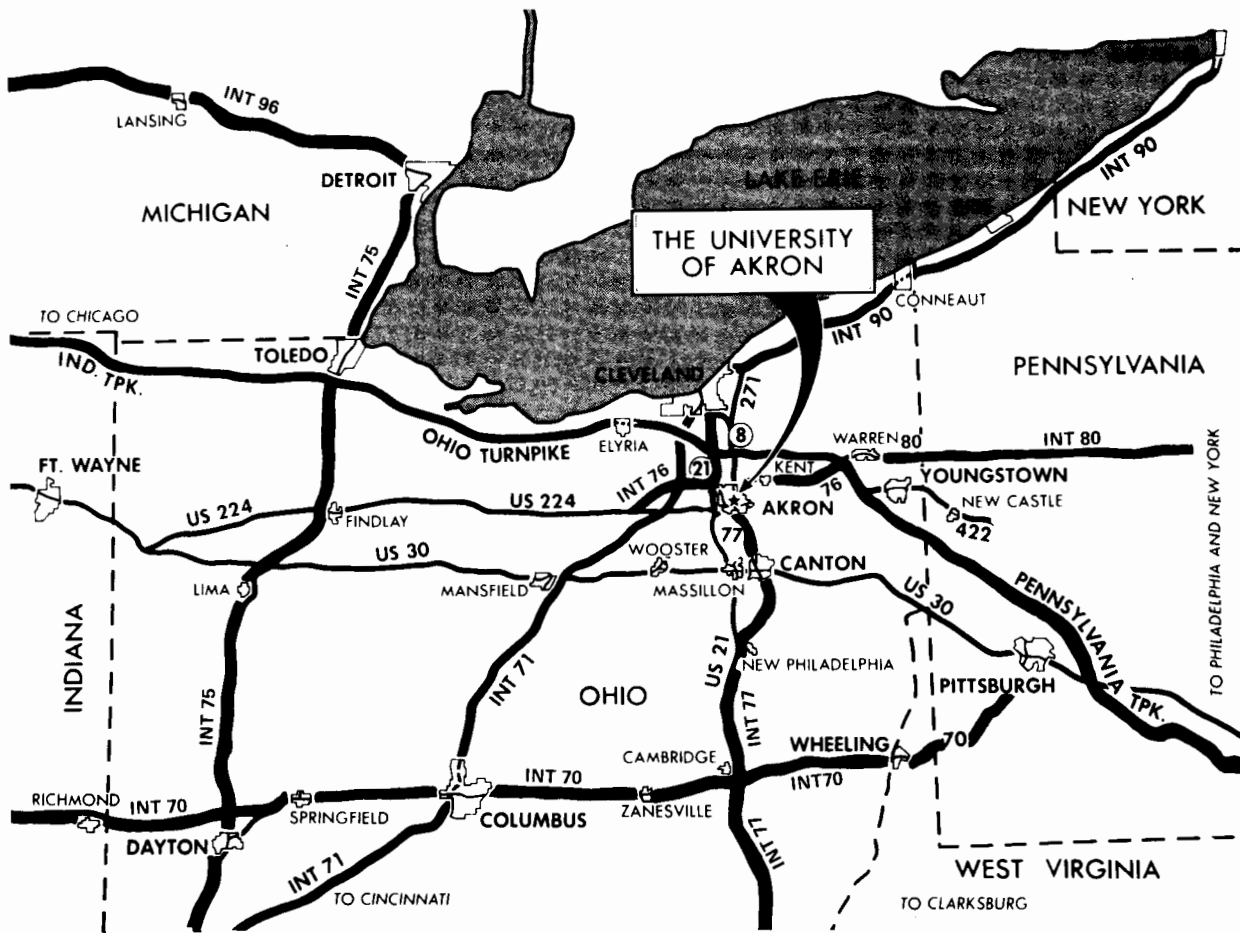 INT 96
LANSING
DETROIT
MICHIGAN
INT 90
LAKE ERIE
NEW YORK
THE UNIVERSITY
OF AKRON
INT 75
CONNEAUT
TO CHICAGO
INT 90
TOLEDO
IND. TPK.
CLEVELAND
PENNSYLVANIA
271
OHIO TURNPIKE
ELYRIA
8
WARREN
80
INT 80
FT. WAYNE
INT 76
21
KENT
76
YOUNGSTOWN
NEW CASTLE
422
US 224
FINDLAY
US 224
AKRON
77
US 30
WOOSTER
CANTON
LIMA
MANSFIELD
MASSILLON
US 30
PENNSYLVANIA TPK.
TO PHILADELPHIA AND NEW YORK
INDIANA
INT 75
INT 71
OHIO
US 21
NEW PHILADELPHIA
PITTSBURGH
INT 77
CAMBRIDGE
WHEELING
70
RICHMOND
INT 70
SPRINGFIELD
INT 70
COLUMBUS
ZANESVILLE
INT70
DAYTON
INT 71
INT 77
WEST VIRGINIA
TO CINCINNATI
TO CLARKSBURG